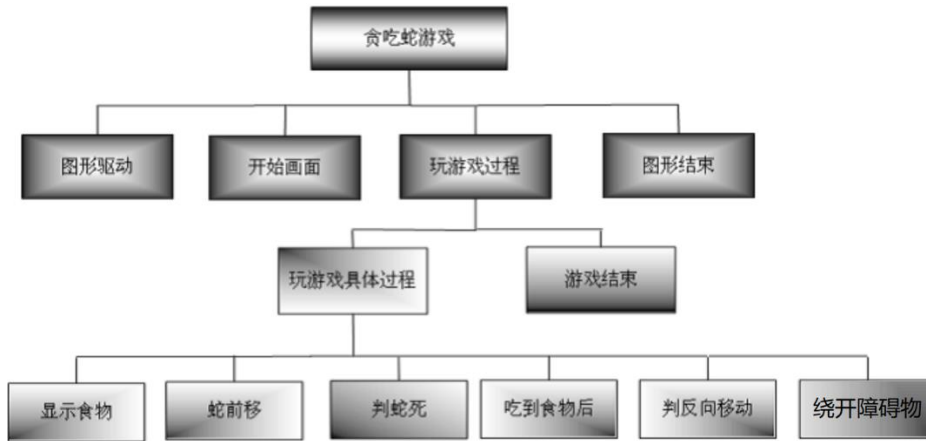 贪吃蛇游戏
图形驱动
开始画面
玩游戏过程
图形结束
玩游戏具体过程
游戏结束
显示食物
蛇前移
判蛇死
吃到食物后
判反向移动
绕开障碍物